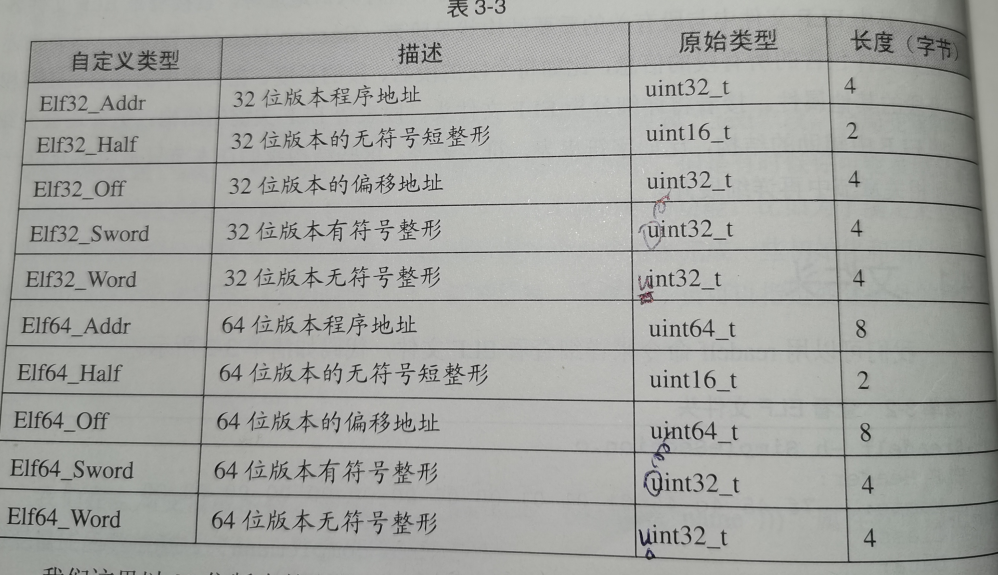 表 3-3
自定义类型 描述 原始类型 长度（字节）
Elf32_Addr 32 位版本程序地址 uint32_t 4
Elf32_Half 32 位版本的无符号短整形 uint16_t 2
Elf32_Off 32 位版本的偏移地址 uint32_t 4
Elf32_Sword 32 位版本有符号整形 uint32_t 4
Elf32_Word 32 位版本无符号整形 uint32_t 4
Elf64_Addr 64 位版本程序地址 uint64_t 8
Elf64_Half 64 位版本的无符号短整形 uint16_t 2
Elf64_Off 64 位版本的偏移地址 uint64_t 8
Elf64_Sword 64 位版本有符号整形 uint32_t 4
Elf64_Word 64 位版本无符号整形 uint32_t 4